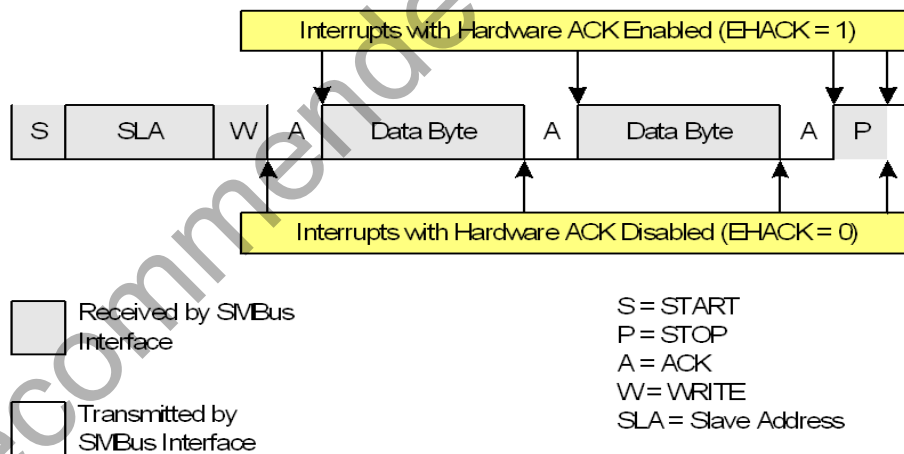 Interrupts with Hardware ACK Enabled (EHACK = 1)
S SLA W A Data Byte A Data Byte A P
Interrupts with Hardware ACK Disabled (EHACK = 0)
Received by SMBus
Interface
Transmitted by
SMBus Interface
S = START
P = STOP
A = ACK
W = WRITE
SLA = Slave Address
ecommende